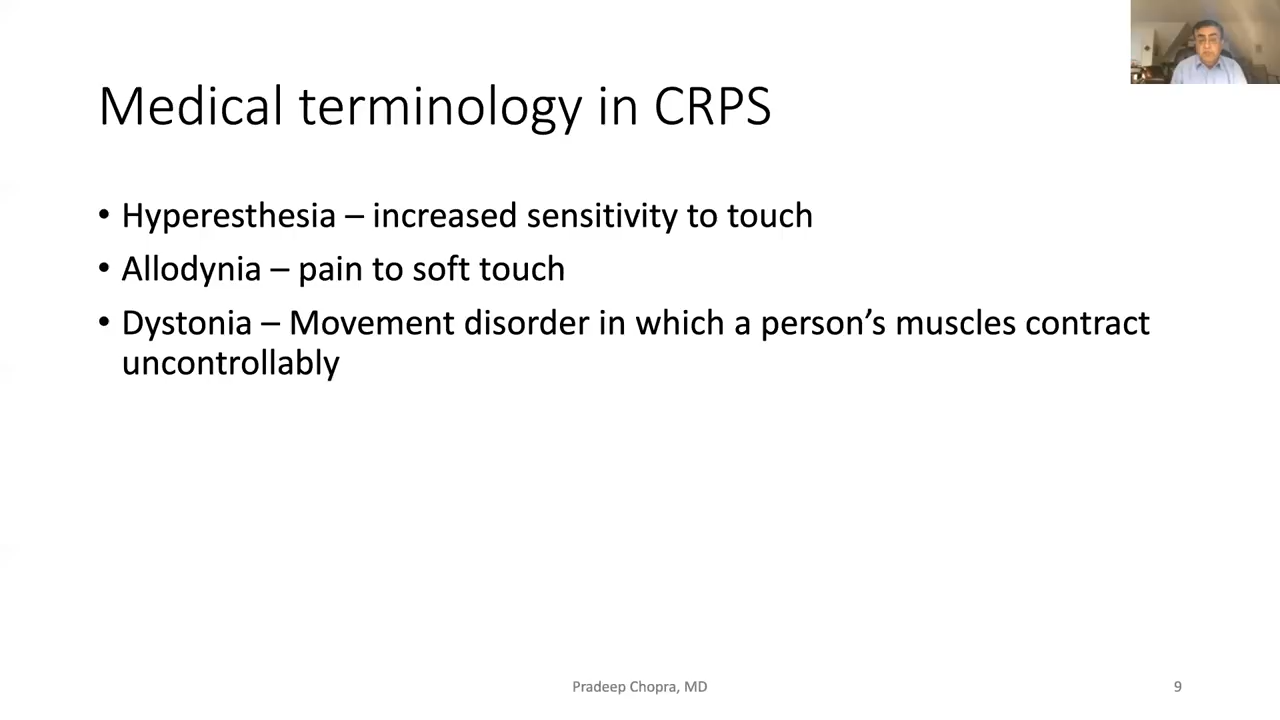 Medical terminology in CRPS
• Hyperesthesia – increased sensitivity to touch
• Allodynia – pain to soft touch
• Dystonia – Movement disorder in which a person’s muscles contract
uncontrollably
Pradeep Chopra, MD
9